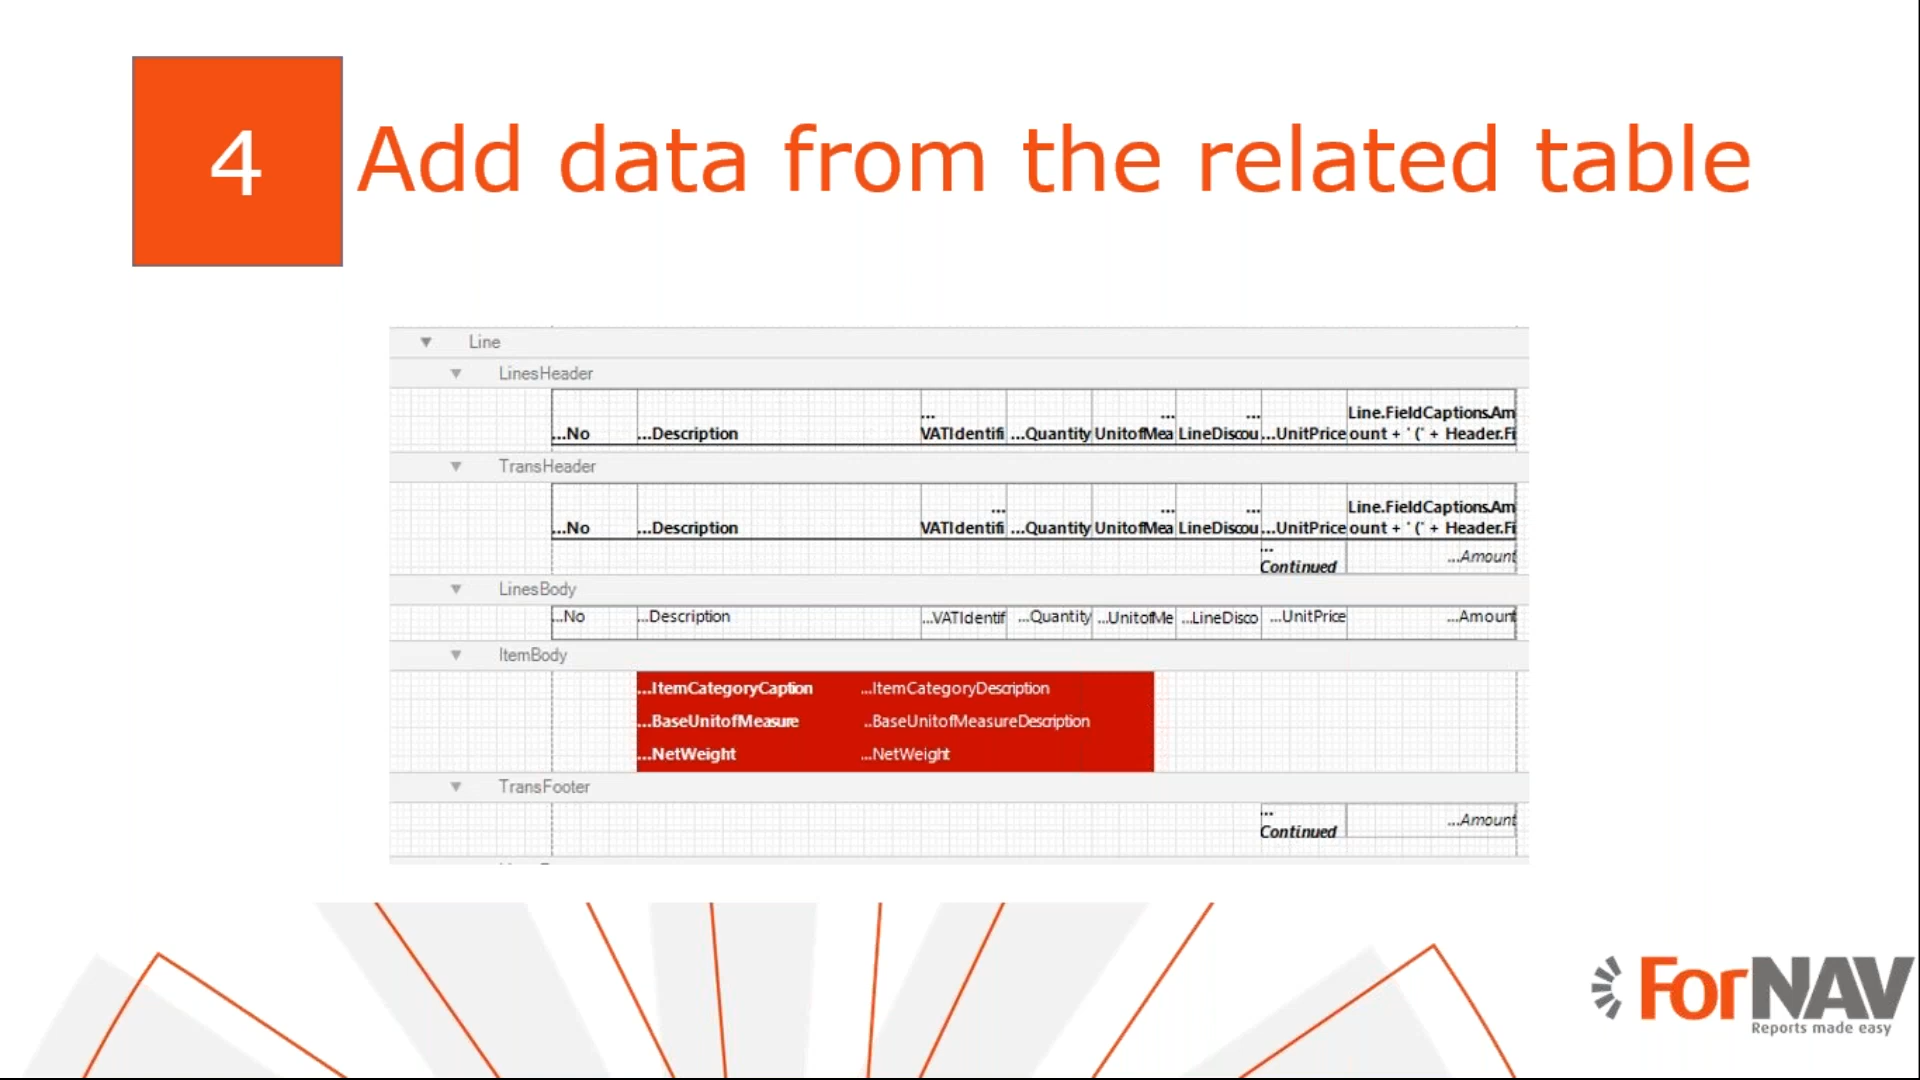 4
Add data from the related table
Line
LinesHeader
... ... ... Line.FieldCaptions.Am
...No ...Description VATIdentifi ...Quantity UnitofMea LineDiscou ...UnitPrice ount + ' (' + Header.Fi
TransHeader
... ... ... Line.FieldCaptions.Am
...No ...Description VATIdentifi ...Quantity UnitofMea LineDiscou ...UnitPrice ount + ' (' + Header.Fi
... ...Amount
Continued
LinesBody
...No ...Description ...VATIdentif ...Quantity ...UnitofMe ...LineDisco ...UnitPrice ...Amount
ItemBody
...ItemCategoryCaption ...ItemCategoryDescription
...BaseUnitofMeasure ..BaseUnitofMeasureDescription
...NetWeight ...NetWeight
TransFooter
... ...Amount
Continued
ForNAV
Reports made easy